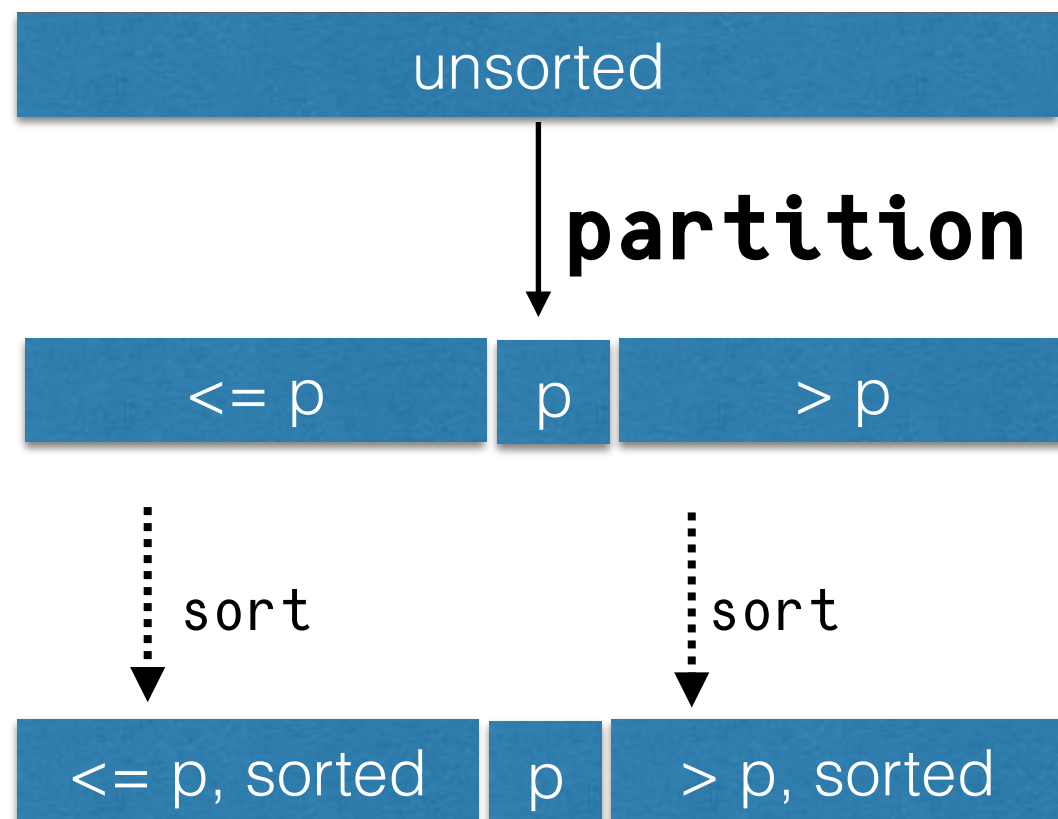 unsorted
partition
<= p p > p
sort sort
<= p, sorted p > p, sorted